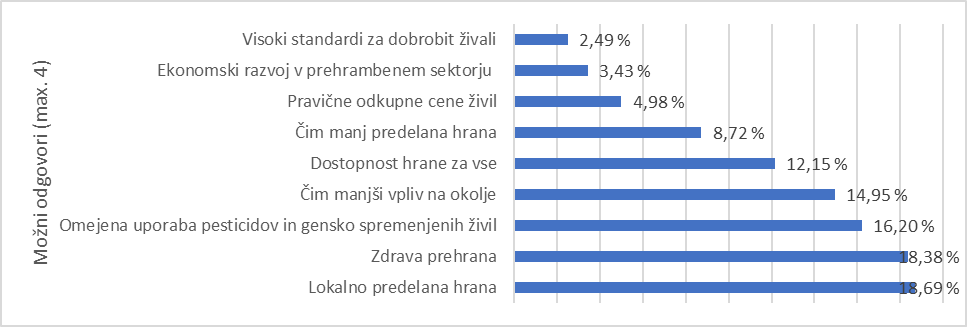 Možni odgovori (max. 4)
Visoki standardi za dobrobit živali 2,49 %
Ekonomski razvoj v prehrambenem sektorju 3,43 %
Pravične odkupne cene živil 4,98 %
Čim manj predelana hrana 8,72 %
Dostopnost hrane za vse 12,15 %
Čim manjši vpliv na okolje 14,95 %
Omejena uporaba pesticidov in gensko spremenjenih živil 16,20 %
Zdrava prehrana 18,38 %
Lokalno predelana hrana 18,69 %